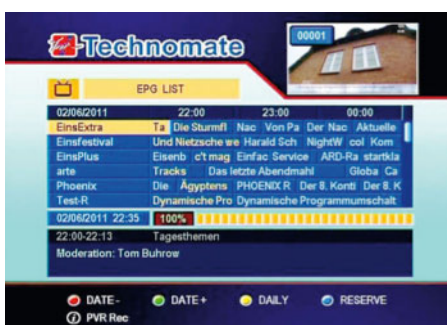 Technomate
00001
EPG LIST
02/06/2011 22:00 23:00 00:00
EinsExtra Ta Die Sturmfl Nac Von Pa Der Nac Aktuelle
Einsfestival Und Nietzsche we Harald Sch NightW col Kom
EinsPlus Eisenb c't mag Einfac Service ARD-Ra startkla
arte Tracks Das letzte Abendmahl Globa Ca
Phoenix Die Ägyptens PHOENIX R Der 8. Konti Der 8. K
Test-R Dynamische Pro Dynamische Programmumschalt
02/06/2011 22:35 100%
22:00-22:13 Tagesthemen
Moderation: Tom Buhrow
DATE- DATE+ DAILY RESERVE
i PVR Rec